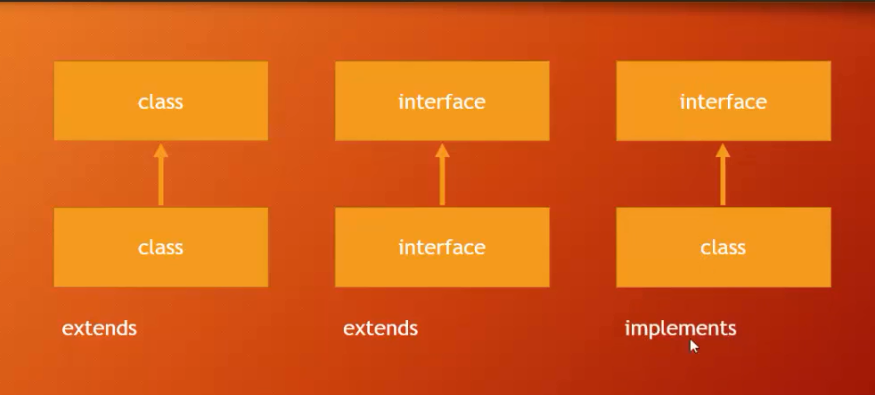 class interface interface
class interface class
extends extends implements